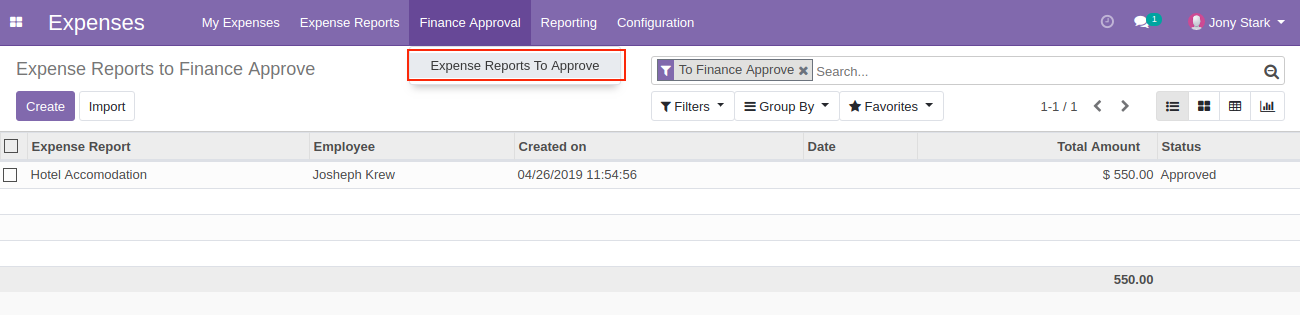 Expenses My Expenses Expense Reports Finance Approval Reporting Configuration 1 Jony Stark
Expense Reports To Approve
Expense Reports to Finance Approve
To Finance Approve Search...
Create Import Filters Group By Favorites 1-1 / 1
Expense Report Employee Created on Date Total Amount Status
Hotel Accomodation Josheph Krew 04/26/2019 11:54:56 $ 550.00 Approved
550.00